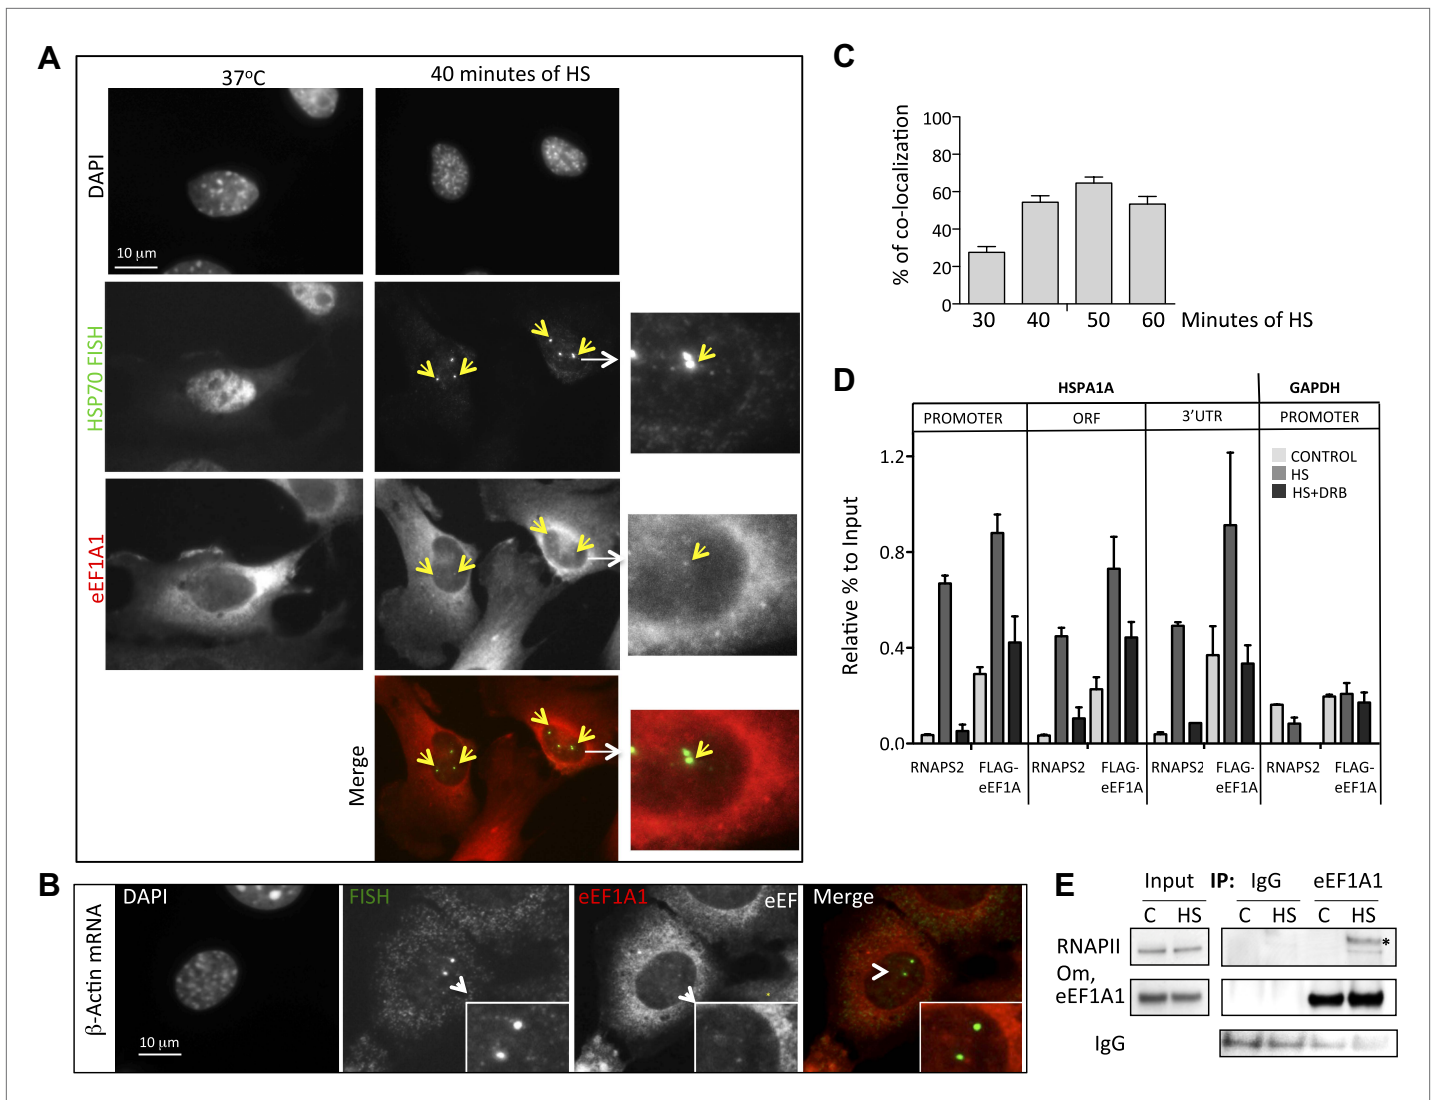 A
37°C
40 minutes of HS
DAPI
10 µm
HSP70 FISH
eEF1A1
Merge
B
β-Actin mRNA
DAPI
FISH
eEF1A1
eEF
Merge
10 µm
C
% of co-localization
100
80
60
40
20
0
30 40 50 60 Minutes of HS
D
HSPA1A GAPDH
PROMOTER ORF 3'UTR PROMOTER
CONTROL
HS
HS+DRB
Relative % to Input
1.2
0.8
0.4
0.0
RNAPS2 FLAG-eEF1A RNAPS2 FLAG-eEF1A RNAPS2 FLAG-eEF1A RNAPS2 FLAG-eEF1A
E
Input IP: IgG eEF1A1
C HS C HS C HS
RNAPII *
Om,
eEF1A1
IgG